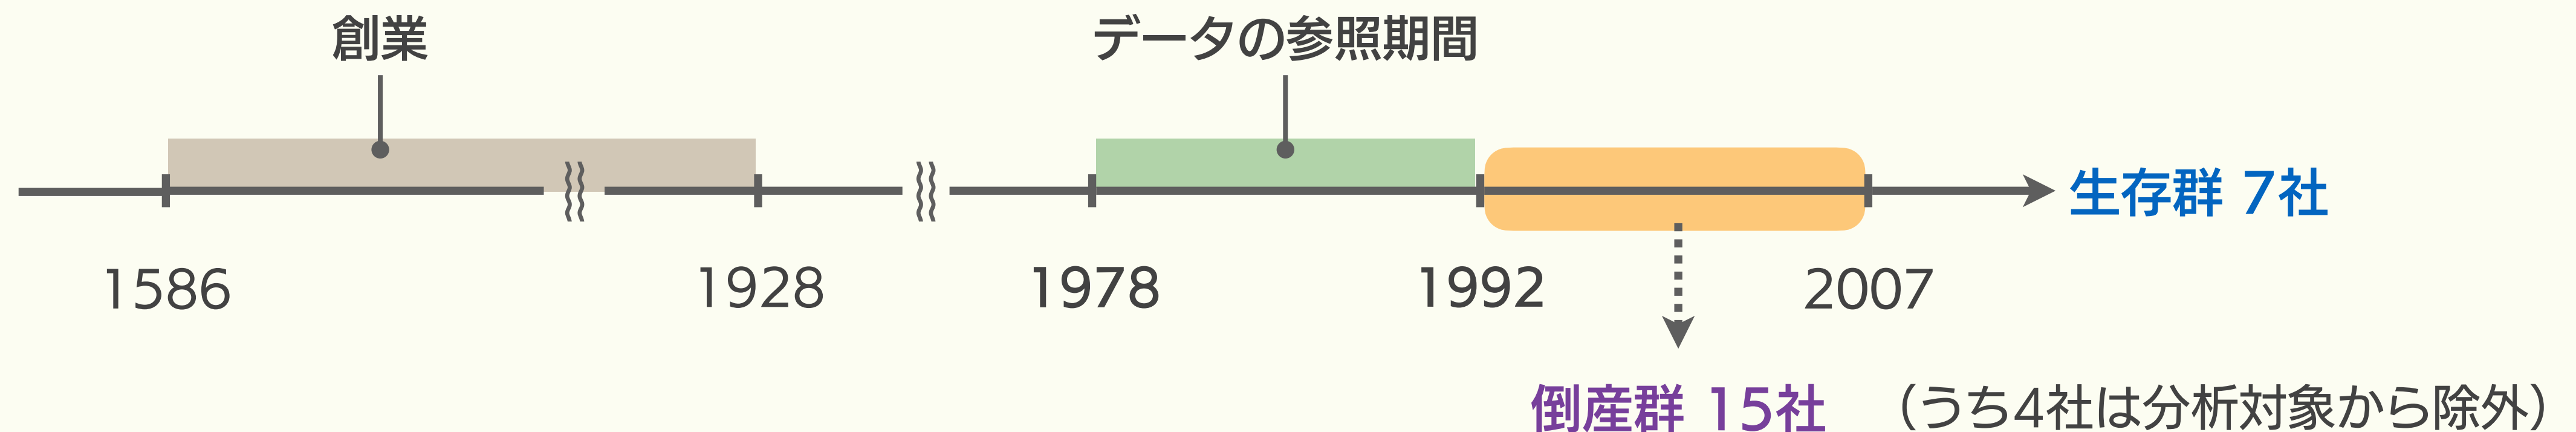 創業
データの参照期間
生存群 7社
1586
1928
1978
1992
2007
倒産群 15社 （うち4社は分析対象から除外）